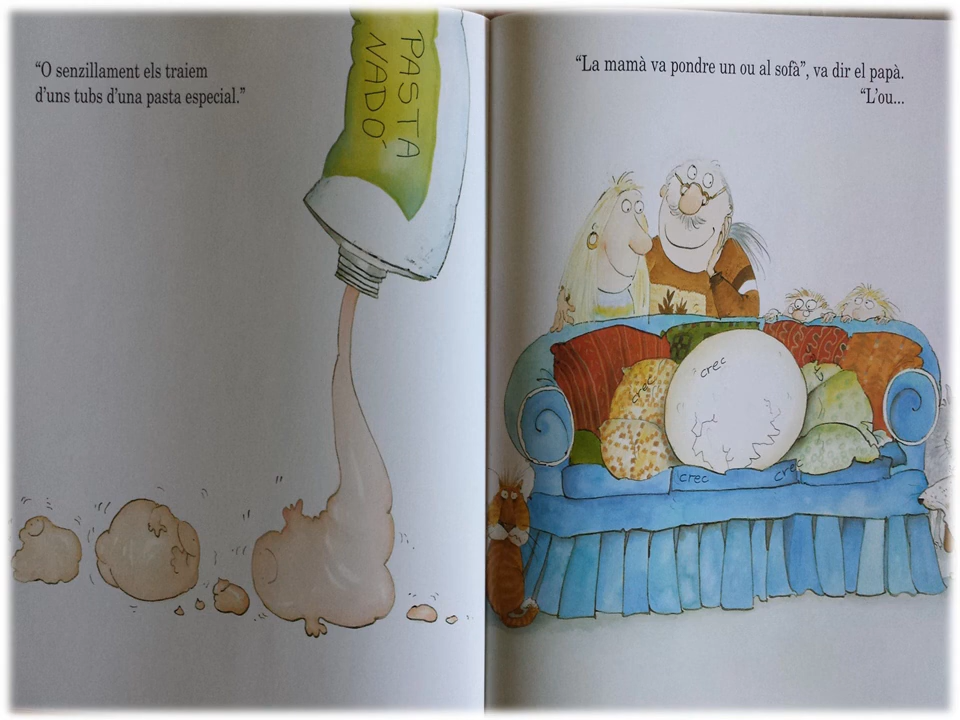 “O senzillament els traiem
d’uns tubs d’una pasta especial.”
PASTA
NADÓ
“La mamà va pondre un ou al sofà”, va dir el papà.
“L’ou...
crec
crec
crec
cre